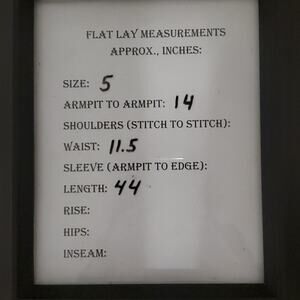 FLAT LAY MEASUREMENTS
APPROX., INCHES:
SIZE: 5
ARMPIT TO ARMPIT: 14
SHOULDERS (STITCH TO STITCH):
WAIST: 11.5
SLEEVE (ARMPIT TO EDGE):
LENGTH: 44
RISE:
HIPS:
INSEAM: